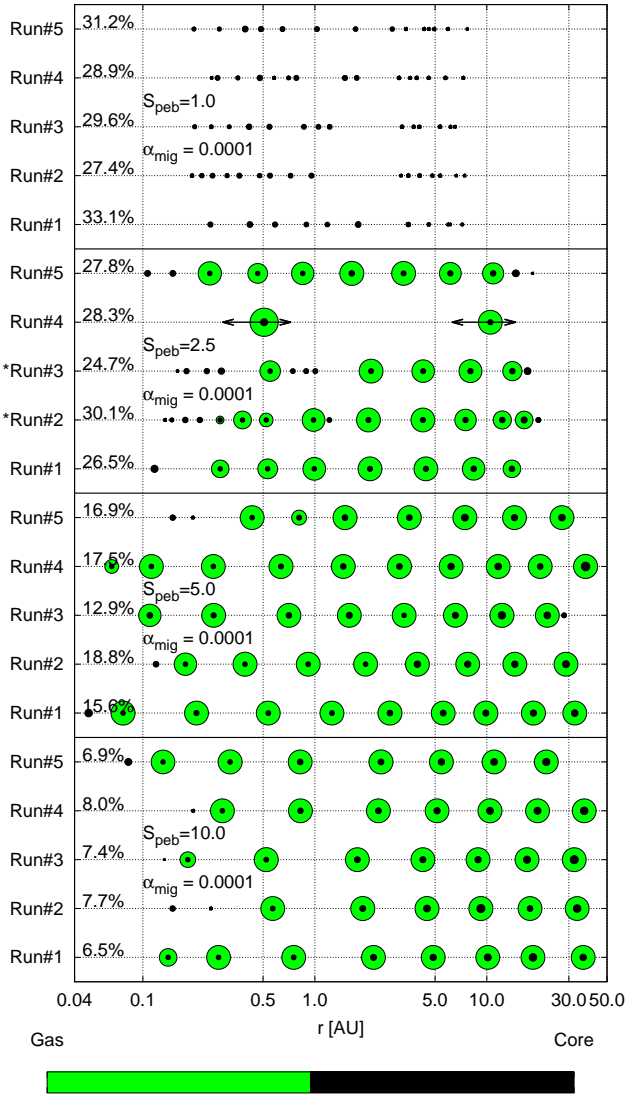 Run#5 31.2%
Run#4 28.9%
S_peb=1.0
Run#3 29.6%
α_mig = 0.0001
Run#2 27.4%
Run#1 33.1%
Run#5 27.8%
Run#4 28.3%
S_peb=2.5
*Run#3 24.7%
α_mig = 0.0001
*Run#2 30.1%
Run#1 26.5%
Run#5 16.9%
Run#4 17.5%
S_peb=5.0
Run#3 12.9%
α_mig = 0.0001
Run#2 18.8%
Run#1 15.6%
Run#5 6.9%
Run#4 8.0%
S_peb=10.0
Run#3 7.4%
α_mig = 0.0001
Run#2 7.7%
Run#1 6.5%
0.04 0.1 0.5 1.0 5.0 10.0 30.0 50.0
r [AU]
Gas Core